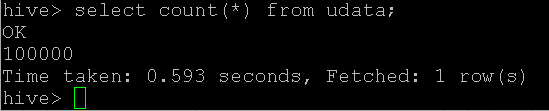 hive> select count(*) from udata;
OK
100000
Time taken: 0.593 seconds, Fetched: 1 row(s)
hive>